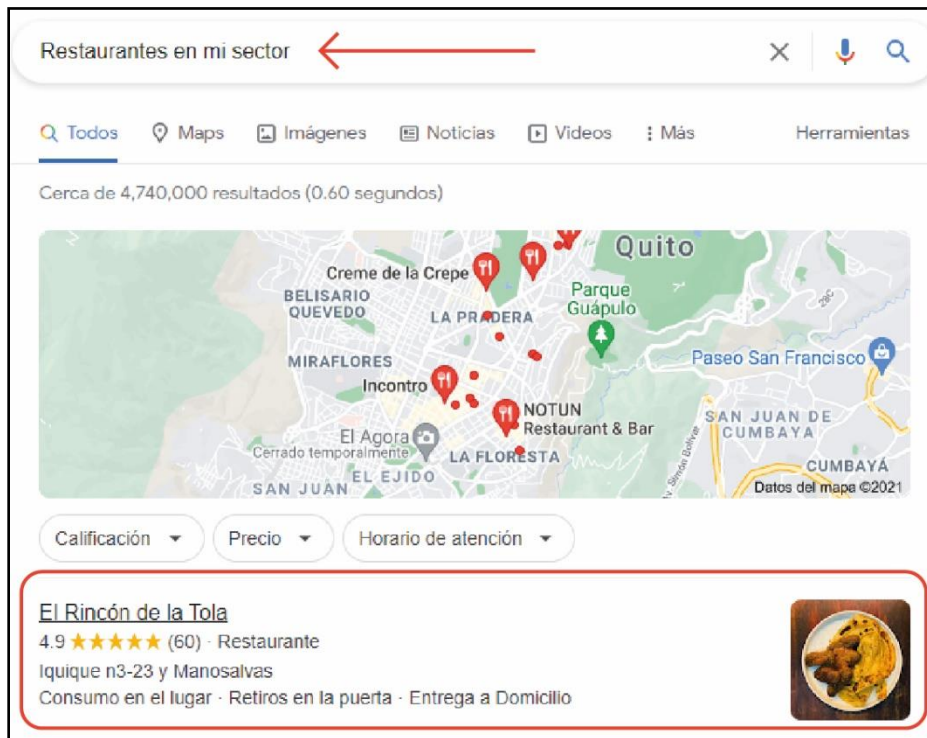 Restaurantes en mi sector
Todos Maps Imágenes Noticias Videos Más Herramientas
Cerca de 4,740,000 resultados (0.60 segundos)
Quito
Creme de la Crepe
Parque
Guápulo
BELISARIO
QUEVEDO
LA PRADERA
28C
MIRAFLORES
Paseo San Francisco
Incontro
NOTUN
Restaurant & Bar
SAN JUAN DE
CUMBAYA
El Agora
Cerrado temporalmente
LA FLORESTA
Av. Simón Bolívar
EL EJIDO
CUMBAYÁ
SAN JUAN
Datos del mapa ©2021
Calificación Precio Horario de atención
El Rincón de la Tola
4.9 ★★★★★ (60) · Restaurante
Iquique n3-23 y Manosalvas
Consumo en el lugar · Retiros en la puerta · Entrega a Domicilio